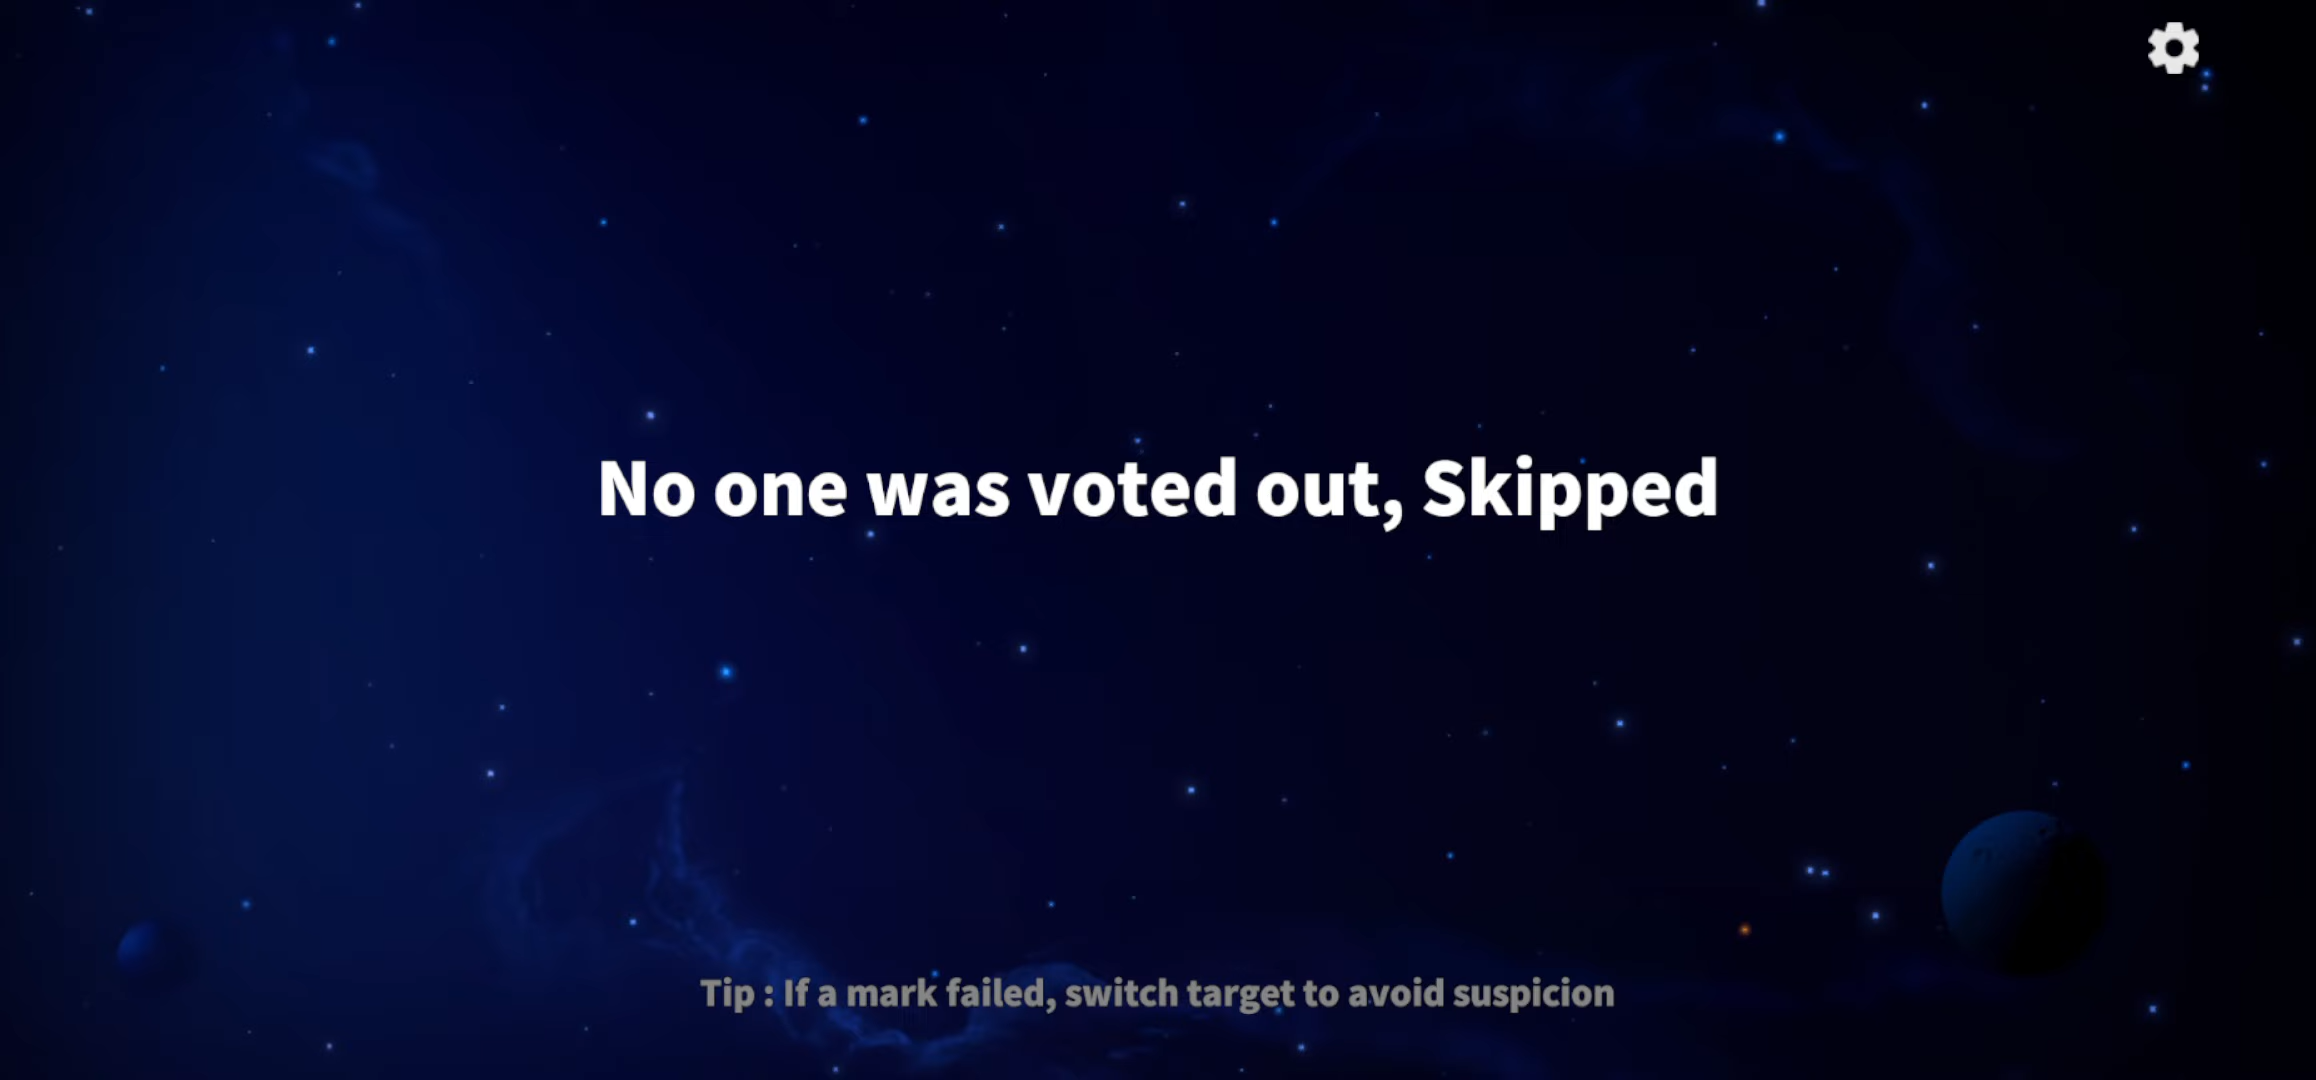 No one was voted out, Skipped
Tip : If a mark failed, switch target to avoid suspicion